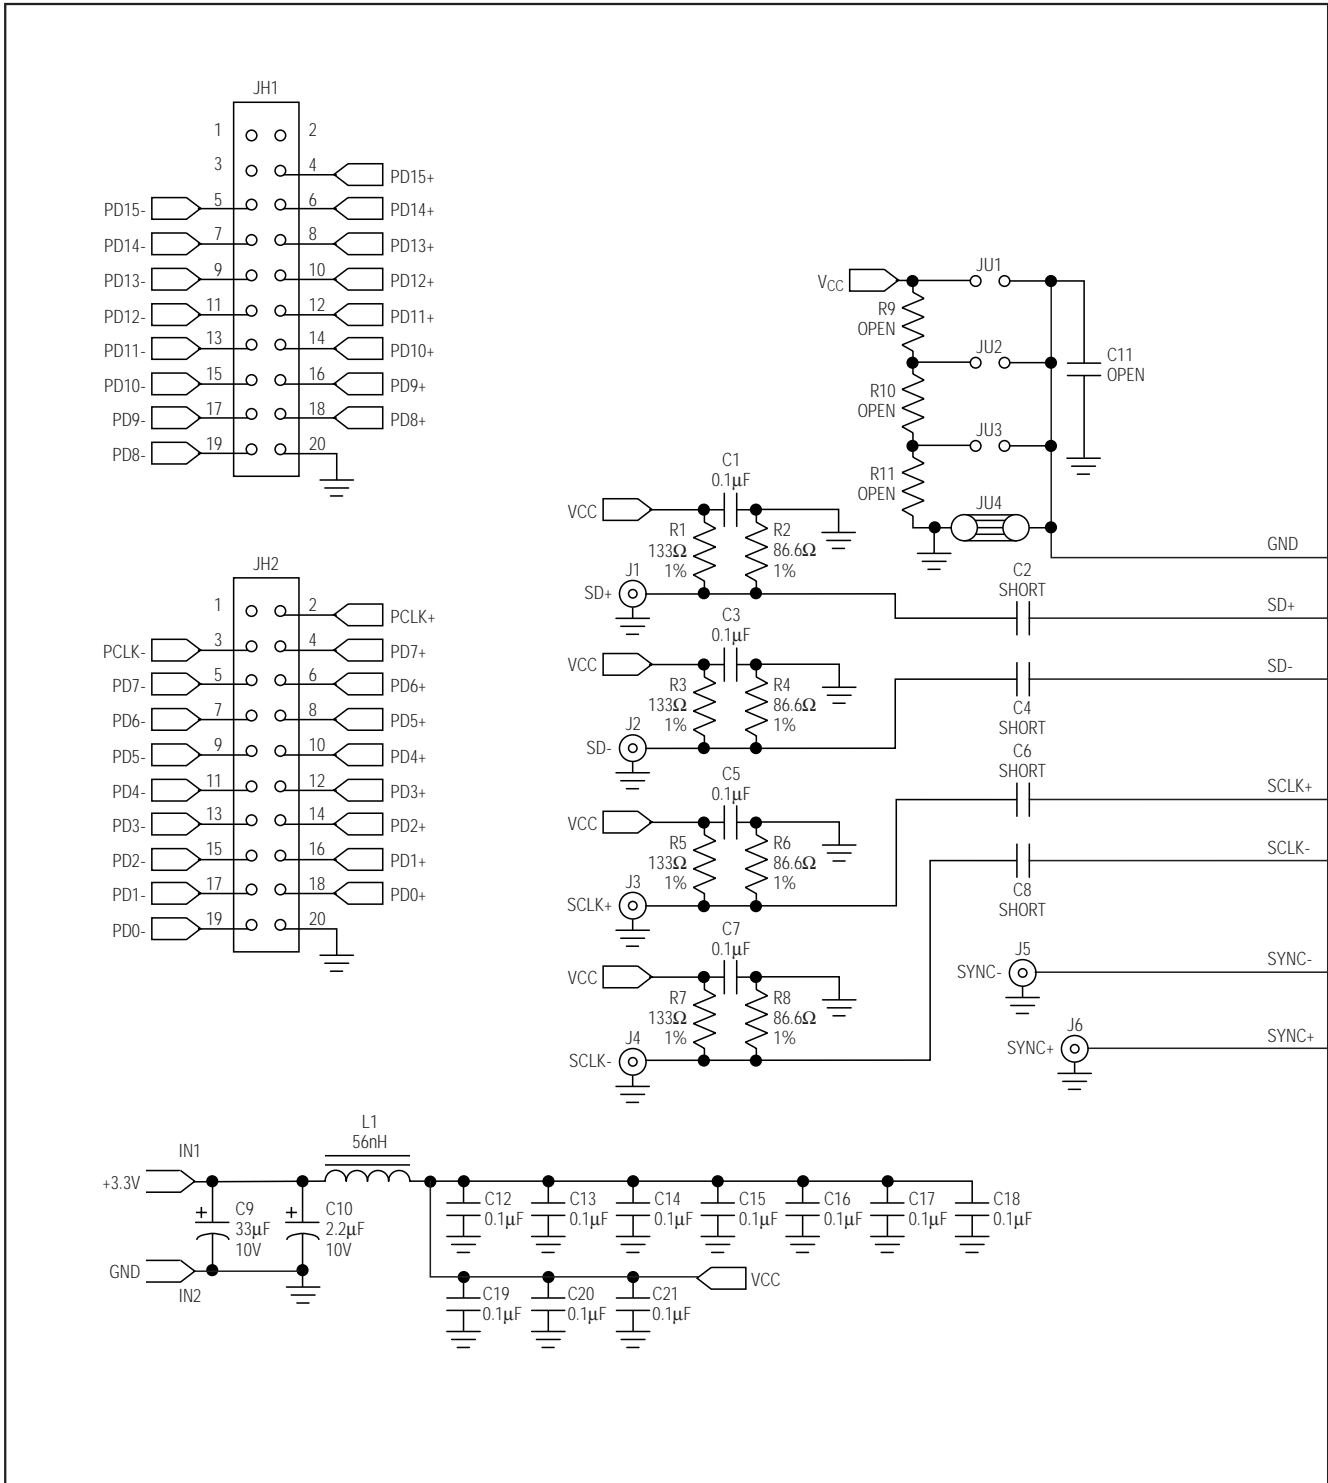 JH1
1 2
3 4 PD15+
PD15- 5 6 PD14+
PD14- 7 8 PD13+
PD13- 9 10 PD12+
PD12- 11 12 PD11+
PD11- 13 14 PD10+
PD10- 15 16 PD9+
PD9- 17 18 PD8+
PD8- 19 20
JH2
1 2 PCLK+
PCLK- 3 4 PD7+
PD7- 5 6 PD6+
PD6- 7 8 PD5+
PD5- 9 10 PD4+
PD4- 11 12 PD3+
PD3- 13 14 PD2+
PD2- 15 16 PD1+
PD1- 17 18 PD0+
PD0- 19 20
VCC
JU1
R9
OPEN
JU2
C11
OPEN
R10
OPEN
JU3
R11
OPEN
JU4
GND
C1
0.1µF
VCC
R1
133Ω
1%
R2
86.6Ω
1%
J1
SD+
C2
SHORT
SD+
C3
0.1µF
VCC
R3
133Ω
1%
R4
86.6Ω
1%
J2
SD-
SD-
C4
SHORT
C5
0.1µF
VCC
R5
133Ω
1%
R6
86.6Ω
1%
J3
SCLK+
C6
SHORT
SCLK+
C7
0.1µF
VCC
R7
133Ω
1%
R8
86.6Ω
1%
J4
SCLK-
SCLK-
C8
SHORT
J5
SYNC-
SYNC-
J6
SYNC+
SYNC+
L1
56nH
IN1
+3.3V
+ C9
33µF
10V
+ C10
2.2µF
10V
GND
IN2
C12
0.1µF
C13
0.1µF
C14
0.1µF
C15
0.1µF
C16
0.1µF
C17
0.1µF
C18
0.1µF
VCC
C19
0.1µF
C20
0.1µF
C21
0.1µF